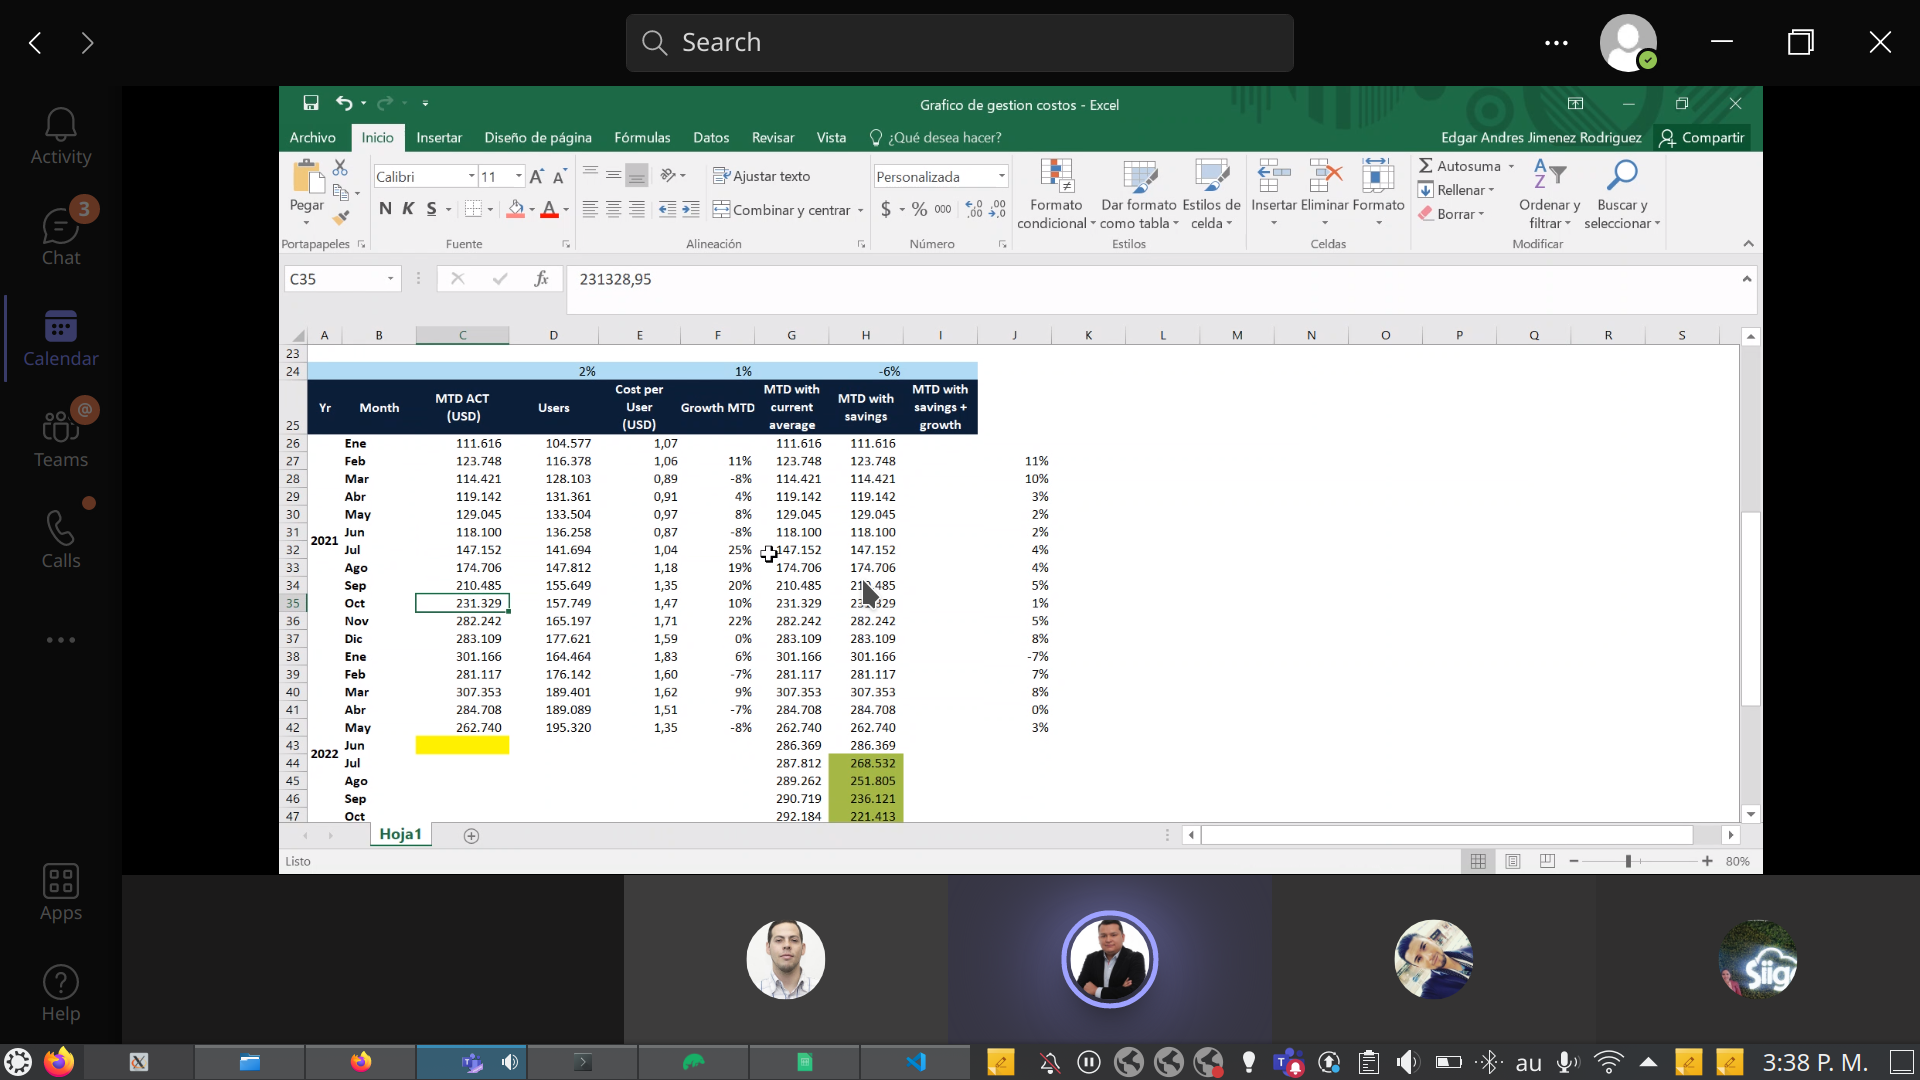 Search
Activity
3
Chat
Calendar
@
Teams
Calls
Apps
Help
Grafico de gestion costos - Excel
Archivo Inicio Insertar Diseño de página Fórmulas Datos Revisar Vista ¿Qué desea hacer? Edgar Andres Jimenez Rodriguez Compartir
Pegar
Calibri 11
N K S
Ajustar texto
Combinar y centrar
Personalizada
$ % 000
Formato condicional
Dar formato como tabla
Estilos de celda
Insertar Eliminar Formato
Autosuma
Rellenar
Borrar
Ordenar y filtrar
Buscar y seleccionar
Portapapeles Fuente Alineación Número Estilos Celdas Modificar
C35 fx 231328,95
A B C D E F G H I J K L M N O P Q R S
23
24 2% 1% -6%
25 Yr Month MTD ACT (USD) Users Cost per User (USD) Growth MTD MTD with current average MTD with savings MTD with savings + growth
26 Ene 111.616 104.577 1,07 111.616 111.616
27 Feb 123.748 116.378 1,06 11% 123.748 123.748 11%
28 Mar 114.421 128.103 0,89 -8% 114.421 114.421 10%
29 Abr 119.142 131.361 0,91 4% 119.142 119.142 3%
30 May 129.045 133.504 0,97 8% 129.045 129.045 2%
31 Jun 118.100 136.258 0,87 -8% 118.100 118.100 2%
2021
32 Jul 147.152 141.694 1,04 25% 147.152 147.152 4%
33 Ago 174.706 147.812 1,18 19% 174.706 174.706 4%
34 Sep 210.485 155.649 1,35 20% 210.485 5%
35 Oct 231.329 157.749 1,47 10% 231.329 1%
36 Nov 282.242 165.197 1,71 22% 282.242 282.242 5%
37 Dic 283.109 177.621 1,59 0% 283.109 283.109 8%
38 Ene 301.166 164.464 1,83 6% 301.166 301.166 -7%
39 Feb 281.117 176.142 1,60 -7% 281.117 281.117 7%
40 Mar 307.353 189.401 1,62 9% 307.353 307.353 8%
41 Abr 284.708 189.089 1,51 -7% 284.708 284.708 0%
42 May 262.740 195.320 1,35 -8% 262.740 262.740 3%
43 Jun 286.369 286.369
2022
44 Jul 287.812 268.532
45 Ago 289.262 251.805
46 Sep 290.719 236.121
47 Oct 292.184 221.413
Hoja1
Listo 80%
Siig
au 3:38 P. M.